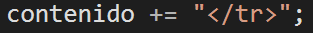 contenido += "</tr>";